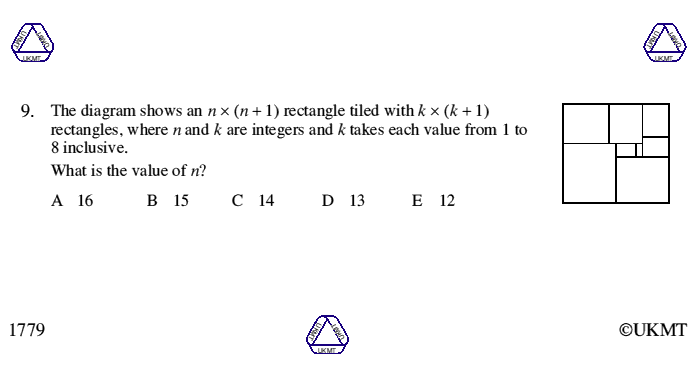 UKMT UKMT UKMT UKMT UKMT UKMT
9. The diagram shows an n × (n + 1) rectangle tiled with k × (k + 1)
rectangles, where n and k are integers and k takes each value from 1 to
8 inclusive.
What is the value of n?
A 16 B 15 C 14 D 13 E 12
1779 UKMT UKMT UKMT ©UKMT